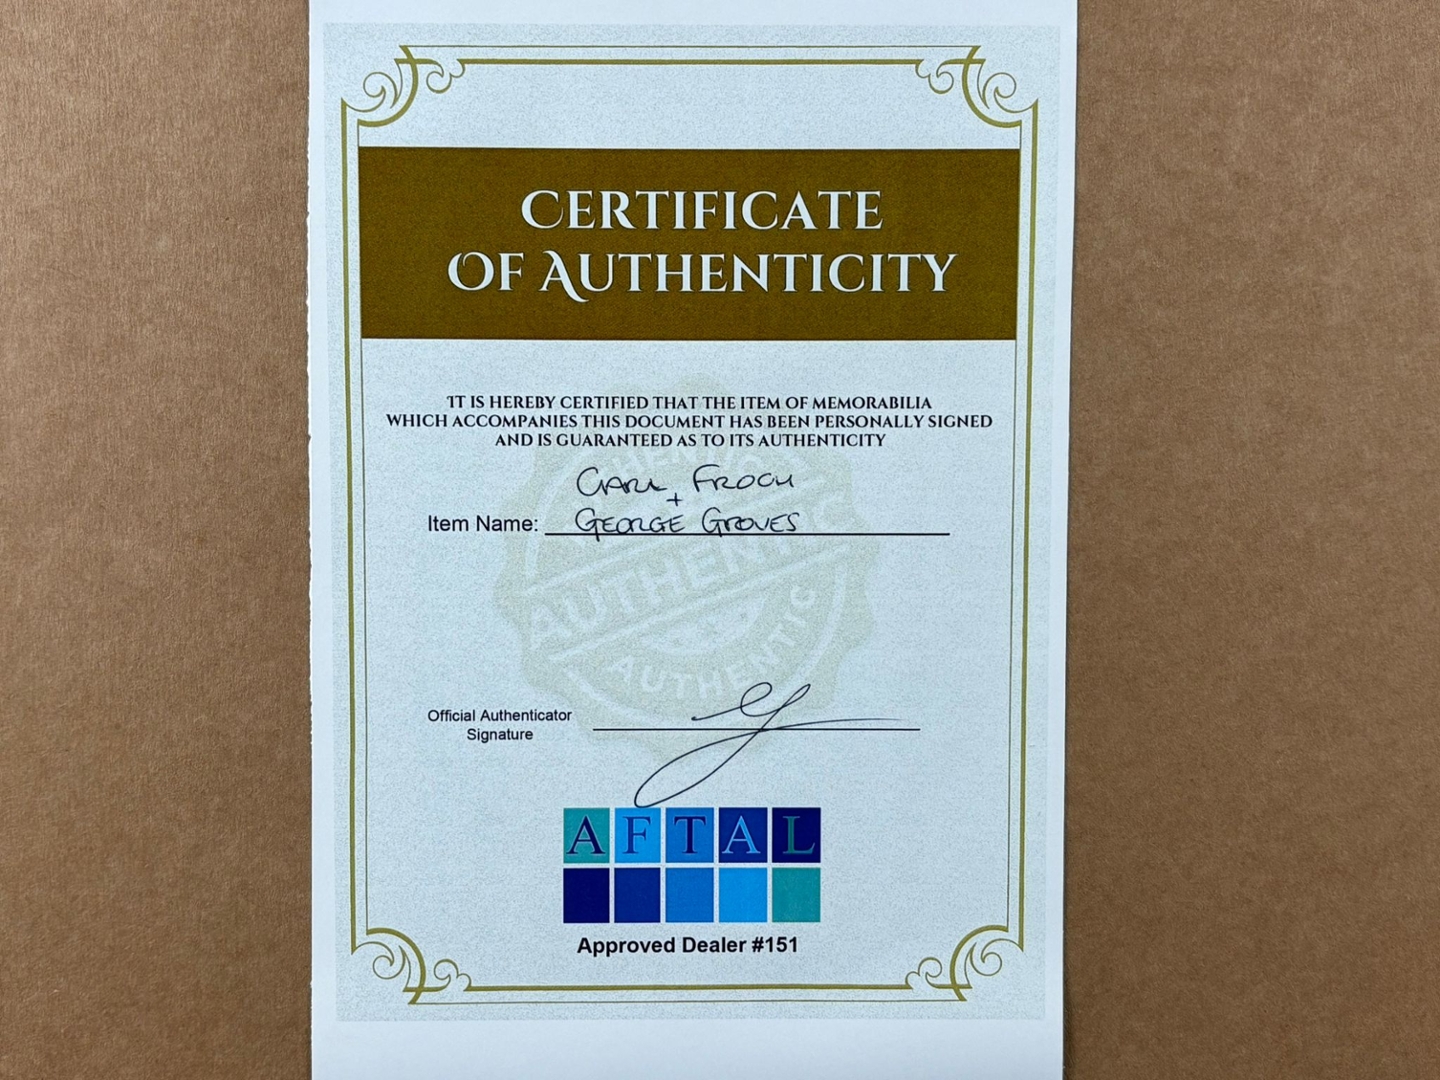 CERTIFICATE
OF AUTHENTICITY
IT IS HEREBY CERTIFIED THAT THE ITEM OF MEMORABILIA
WHICH ACCOMPANIES THIS DOCUMENT HAS BEEN PERSONALLY SIGNED
AND IS GUARANTEED AS TO ITS AUTHENTICITY
CARL FROCH
+
Item Name: GEORGE GROVES
AUTHENTIC
AUTHENTIC
Official Authenticator
Signature
AFTAL
Approved Dealer #151